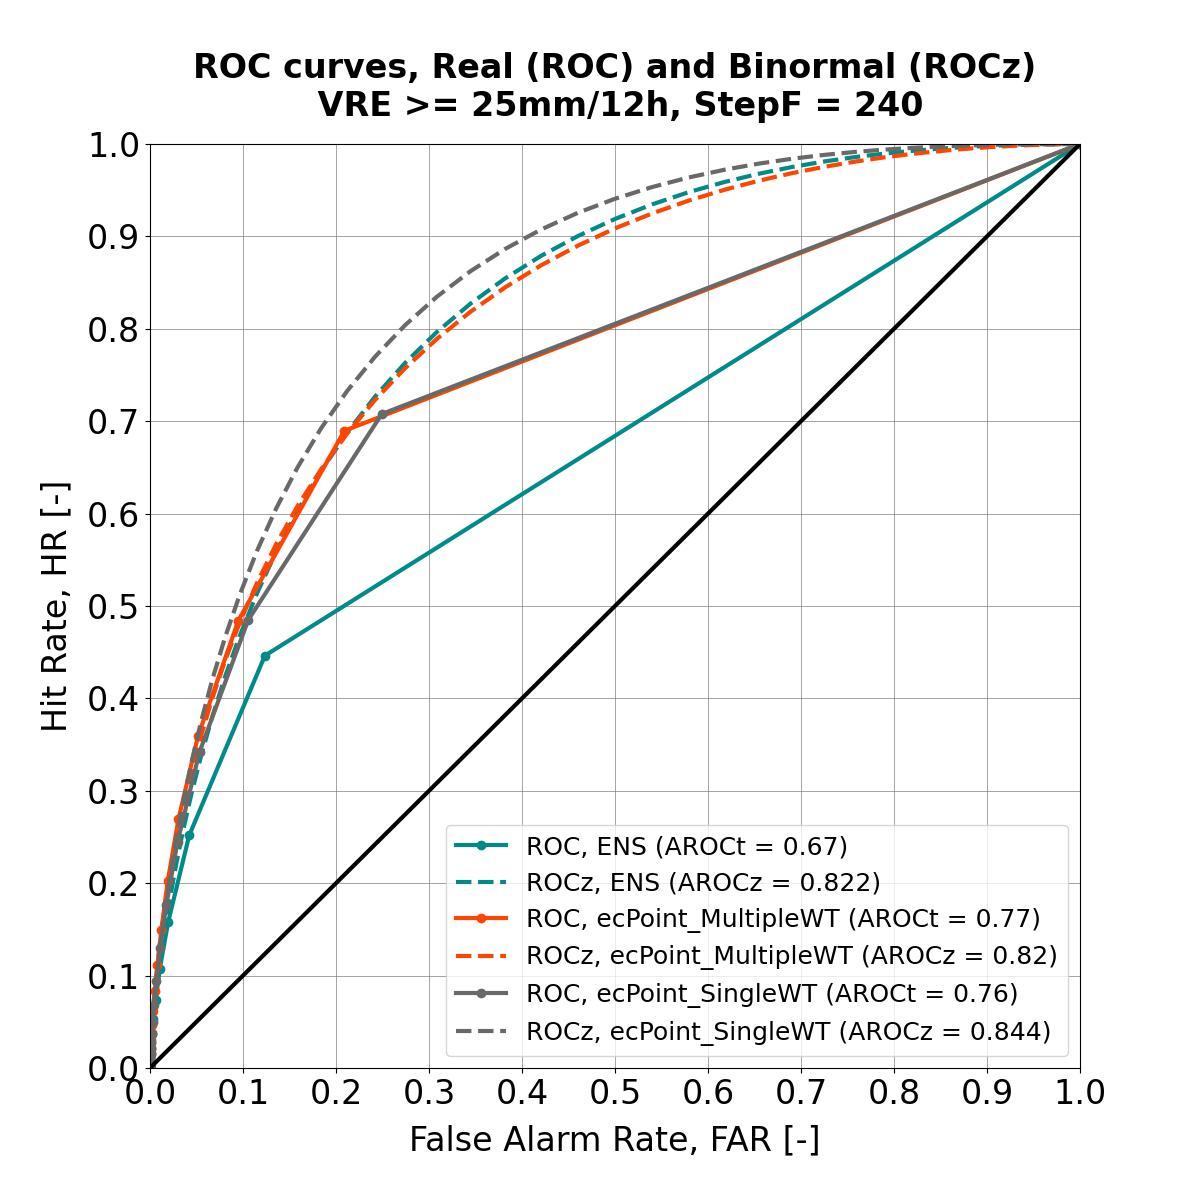 ROC curves, Real (ROC) and Binormal (ROCz)
VRE >= 25mm/12h, StepF = 240
1.0
0.9
0.8
0.7
0.6
0.5
0.4
0.3
0.2
0.1
0.0
Hit Rate, HR [-]
ROC, ENS (AROCt = 0.67)
ROCz, ENS (AROCz = 0.822)
ROC, ecPoint_MultipleWT (AROCt = 0.77)
ROCz, ecPoint_MultipleWT (AROCz = 0.82)
ROC, ecPoint_SingleWT (AROCt = 0.76)
ROCz, ecPoint_SingleWT (AROCz = 0.844)
0.0 0.1 0.2 0.3 0.4 0.5 0.6 0.7 0.8 0.9 1.0
False Alarm Rate, FAR [-]